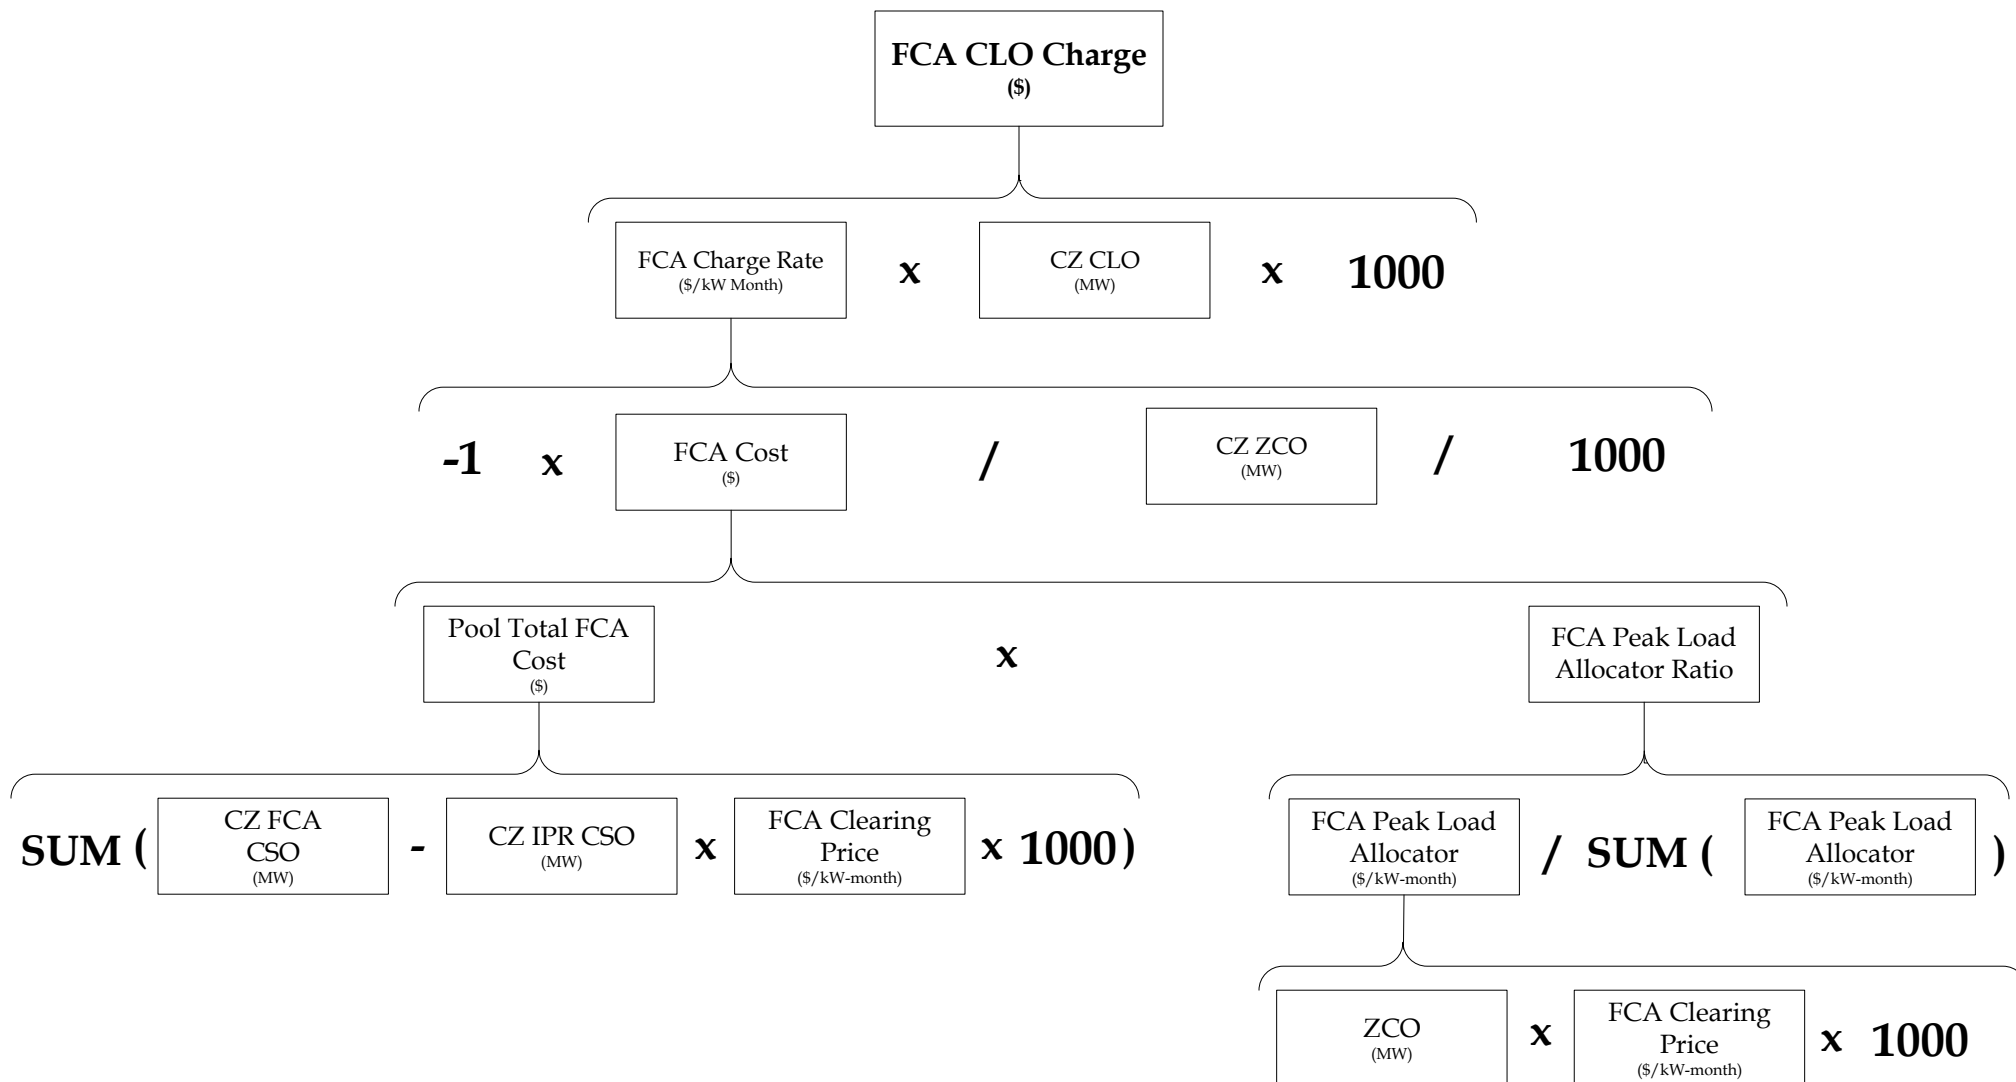 FCA CLO Charge
($)
FCA Charge Rate
($/kW Month)
x
CZ CLO
(MW)
x
1000
-1
x
FCA Cost
($)
/
CZ ZCO
(MW)
/
1000
Pool Total FCA
Cost
($)
x
FCA Peak Load
Allocator Ratio
SUM (
CZ FCA
CSO
(MW)
-
CZ IPR CSO
(MW)
x
FCA Clearing
Price
($/kW-month)
x 1000 )
FCA Peak Load
Allocator
($/kW-month)
/ SUM (
FCA Peak Load
Allocator
($/kW-month)
)
ZCO
(MW)
x
FCA Clearing
Price
($/kW-month)
x 1000